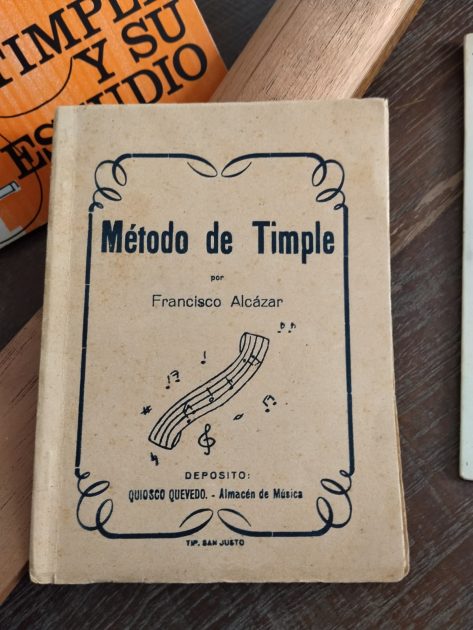 TIMPLE
Y SU
ESTUDIO
Método de Timple
por
Francisco Alcázar
DEPOSITO:
QUIOSCO QUEVEDO. - Almacén de Música
TIP. SAN JUSTO